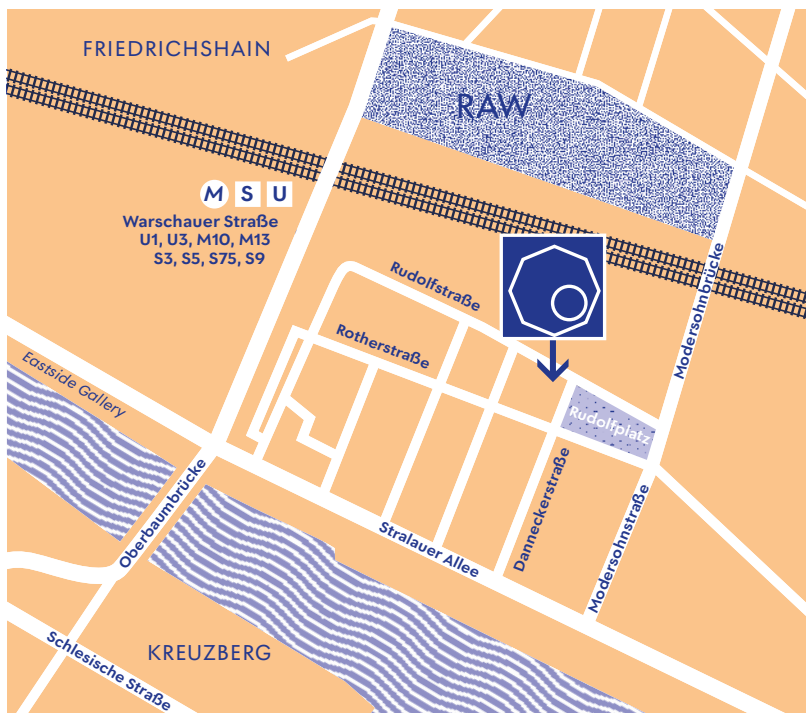 FRIEDRICHSHAIN
RAW
M S U
Warschauer Straße
U1, U3, M10, M13
S3, S5, S75, S9
Rudolfstraße
Rotherstraße
Modersohnbrücke
Eastside Gallery
Rudolfplatz
Oberbaumbrücke
Danneckerstraße
Stralauer Allee
Modersohnstraße
KREUZBERG
Schlesische Straße